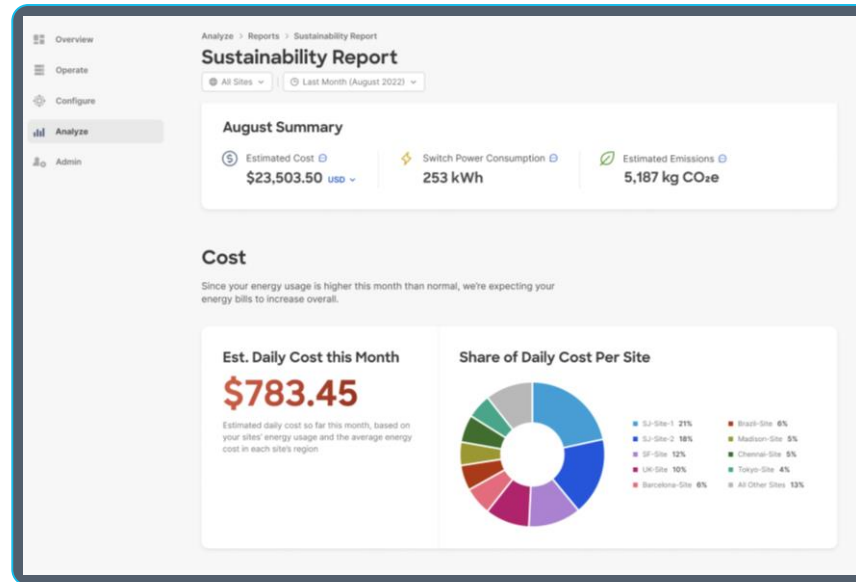 Overview
Operate
Configure
Analyze
Admin
Analyze > Reports > Sustainability Report
Sustainability Report
All Sites
Last Month (August 2022)
August Summary
Estimated Cost
$23,503.50 USD
Switch Power Consumption
253 kWh
Estimated Emissions
5,187 kg CO₂e
Cost
Since your energy usage is higher this month than normal, we're expecting your
energy bills to increase overall.
Est. Daily Cost this Month
$783.45
Estimated daily cost so far this month, based on
your sites' energy usage and the average energy
cost in each site's region
Share of Daily Cost Per Site
SJ-Site-1 21%
SJ-Site-2 18%
SF-Site 12%
UK-Site 10%
Barcelona-Site 6%
Brazil-Site 6%
Madison-Site 5%
Chennai-Site 5%
Tokyo-Site 4%
All Other Sites 13%